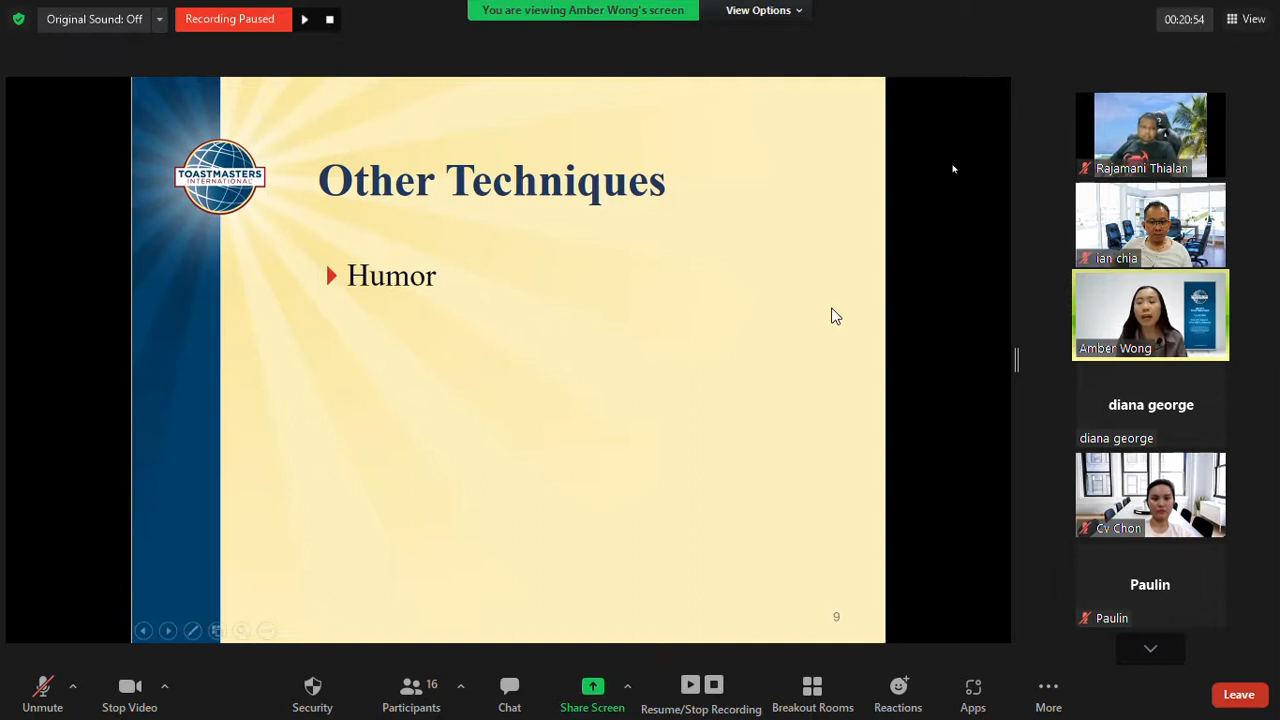 Original Sound: Off
Recording Paused
You are viewing Amber Wong's screen
View Options
00:20:54
View
TOASTMASTERS
INTERNATIONAL
Other Techniques
Humor
9
Rajamani Thialan
ian chia
Amber Wong
diana george
diana george
Cv Chon
Paulin
Paulin
Unmute
Stop Video
Security
16
Participants
Chat
Share Screen
Resume/Stop Recording
Breakout Rooms
Reactions
Apps
More
Leave